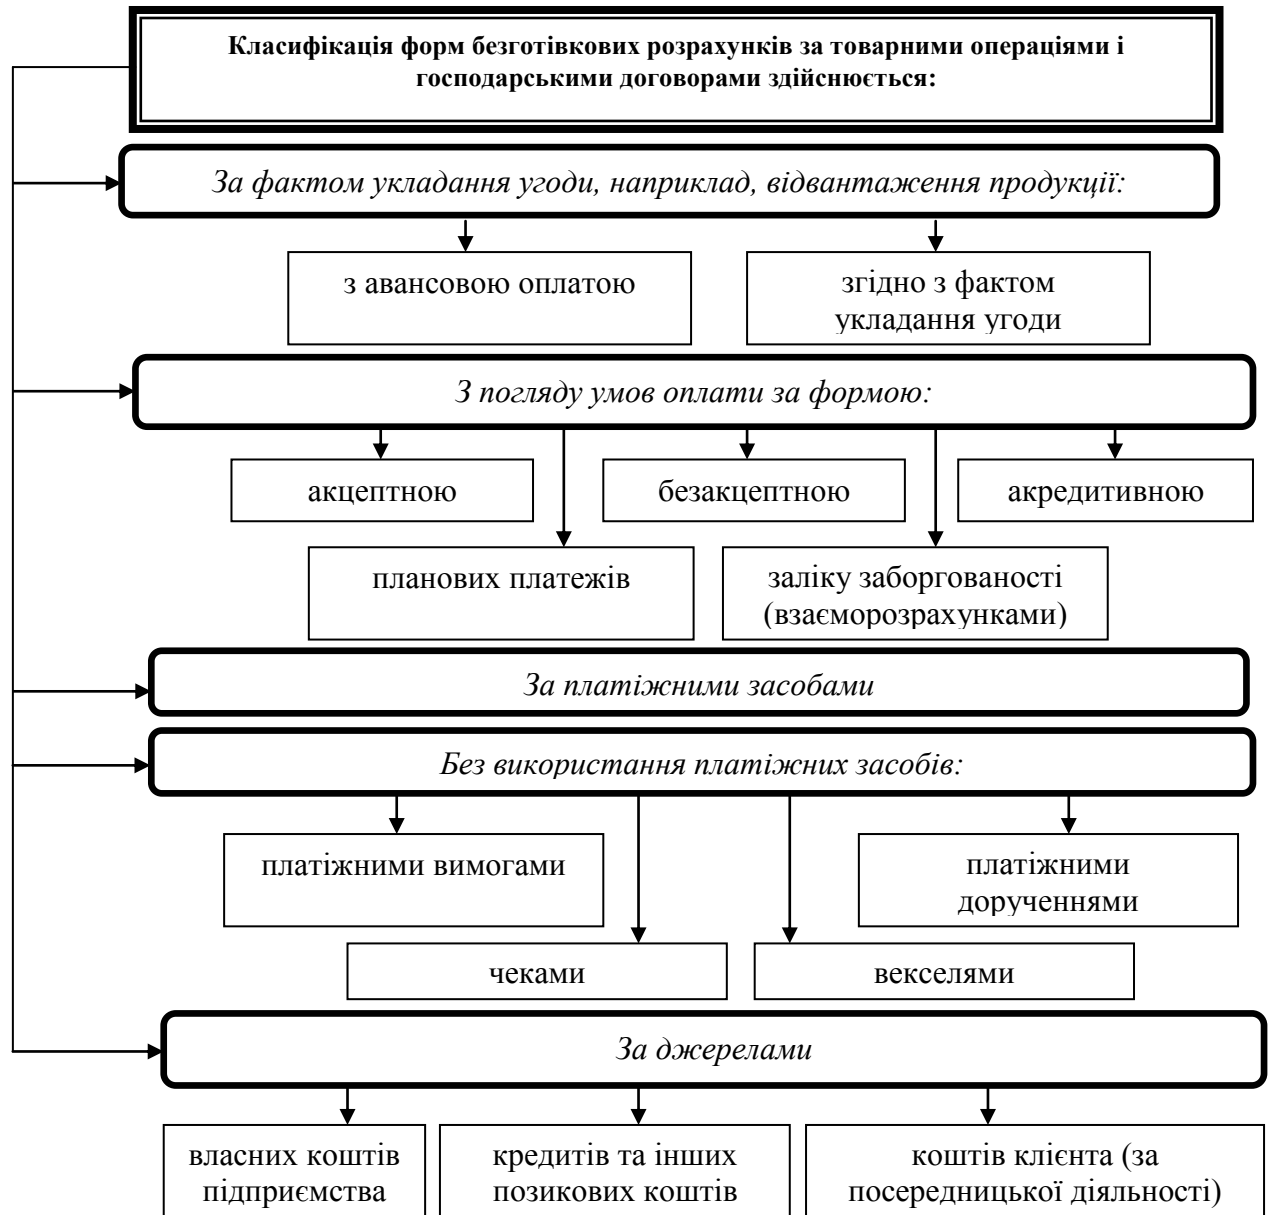 Класифікація форм безготівкових розрахунків за товарними операціями і
господарськими договорами здійснюється:
За фактом укладання угоди, наприклад, відвантаження продукції:
з авансовою оплатою
згідно з фактом
укладання угоди
З погляду умов оплати за формою:
акцептною
безакцептною
акредитивною
планових платежів
заліку заборгованості
(взаєморозрахунками)
За платіжними засобами
Без використання платіжних засобів:
платіжними вимогами
платіжними
дорученнями
чеками
векселями
За джерелами
власних коштів
підприємства
кредитів та інших
позикових коштів
коштів клієнта (за
посередницької діяльності)